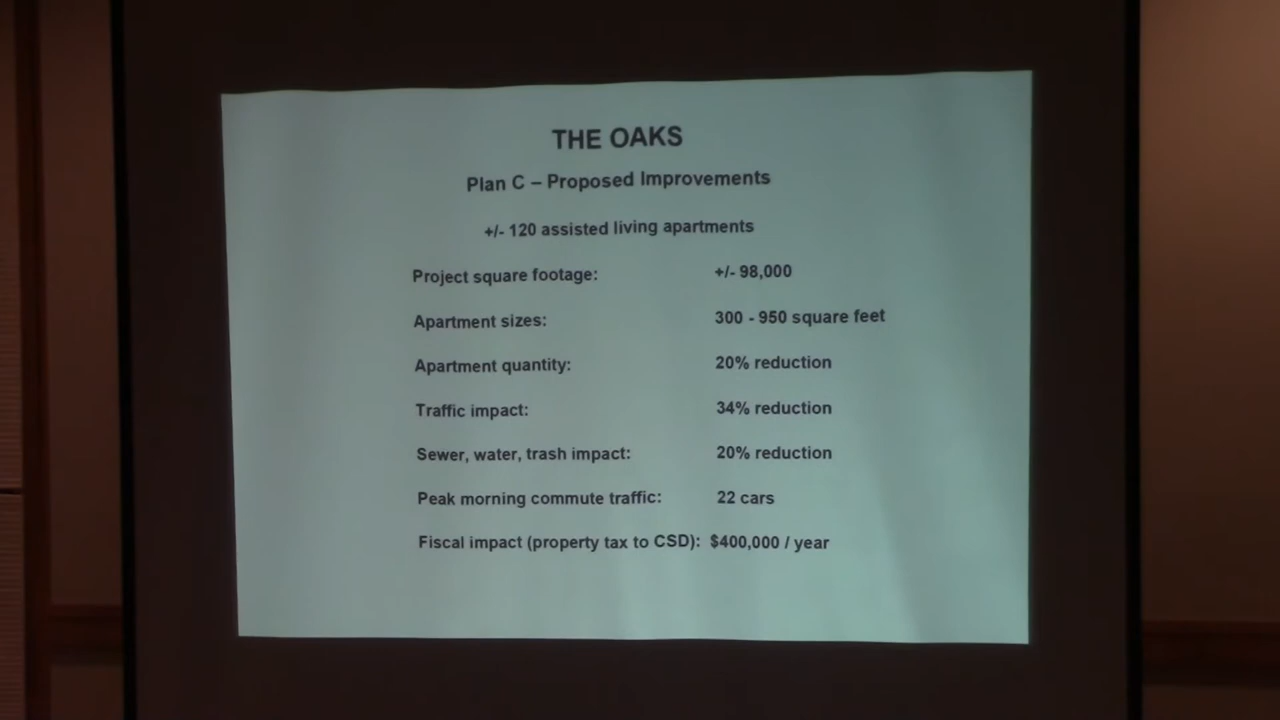 THE OAKS
Plan C – Proposed Improvements
+/- 120 assisted living apartments
Project square footage: +/- 98,000
Apartment sizes: 300 - 950 square feet
Apartment quantity: 20% reduction
Traffic impact: 34% reduction
Sewer, water, trash impact: 20% reduction
Peak morning commute traffic: 22 cars
Fiscal impact (property tax to CSD): $400,000 / year